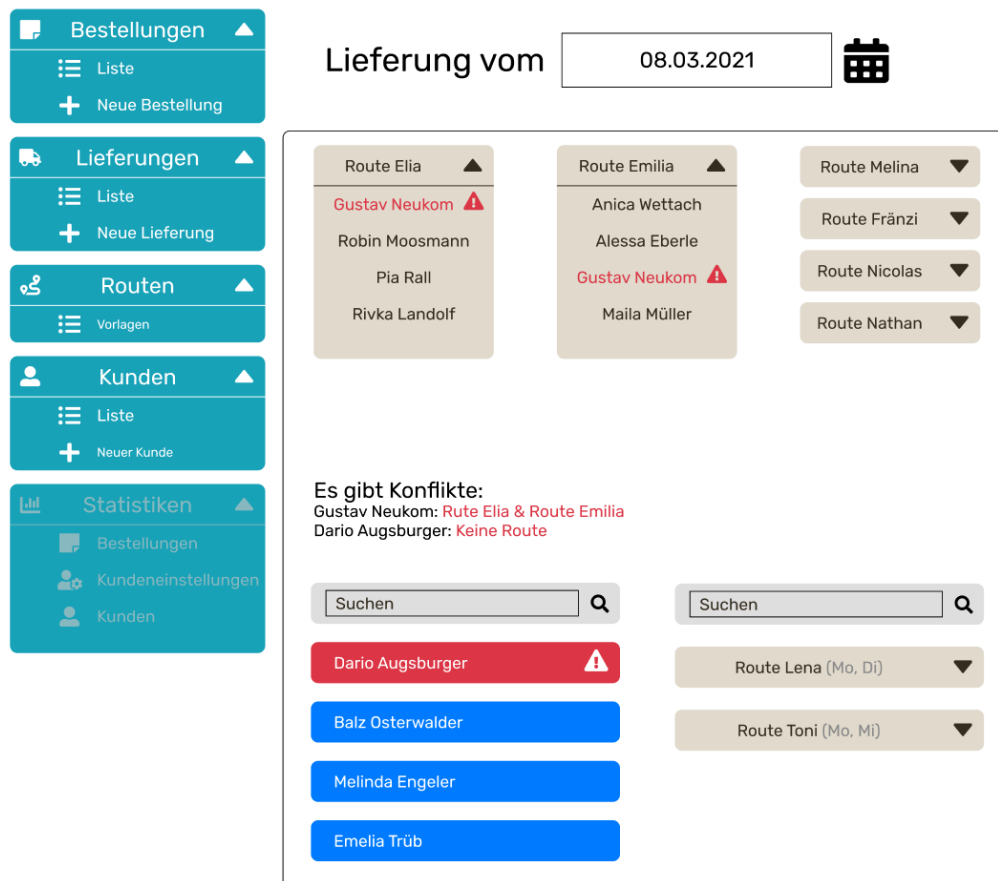 Bestellungen
Liste
Neue Bestellung
Lieferungen
Liste
Neue Lieferung
Routen
Vorlagen
Kunden
Liste
Neuer Kunde
Statistiken
Bestellungen
Kundeneinstellungen
Kunden
Lieferung vom 08.03.2021
Route Elia
Gustav Neukom
Robin Moosmann
Pia Rall
Rivka Landolf
Route Emilia
Anica Wettach
Alessa Eberle
Gustav Neukom
Maila Müller
Route Melina
Route Fränzi
Route Nicolas
Route Nathan
Es gibt Konflikte:
Gustav Neukom: Rute Elia & Route Emilia
Dario Augsburger: Keine Route
Suchen
Dario Augsburger
Balz Osterwalder
Melinda Engeler
Emelia Trüb
Suchen
Route Lena (Mo, Di)
Route Toni (Mo, Mi)